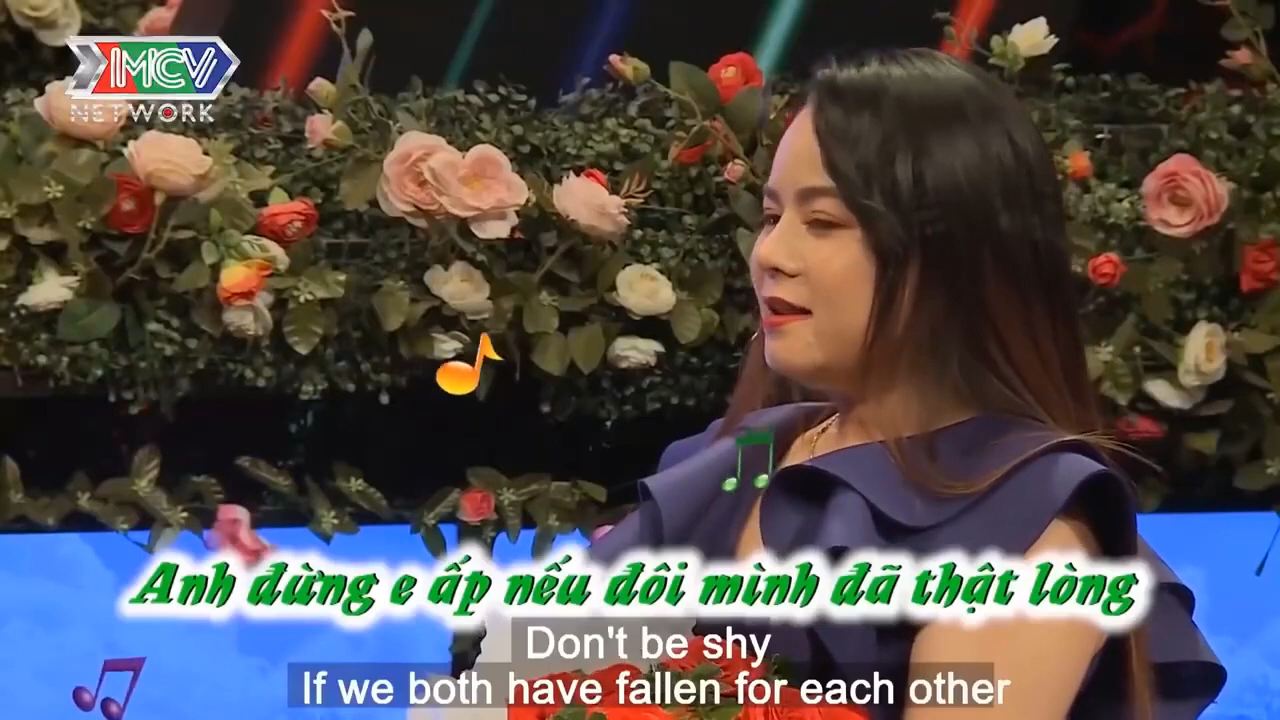 MCV
NETWORK
Anh đừng e ấp nếu đôi mình đã thật lòng
Don't be shy
If we both have fallen for each other